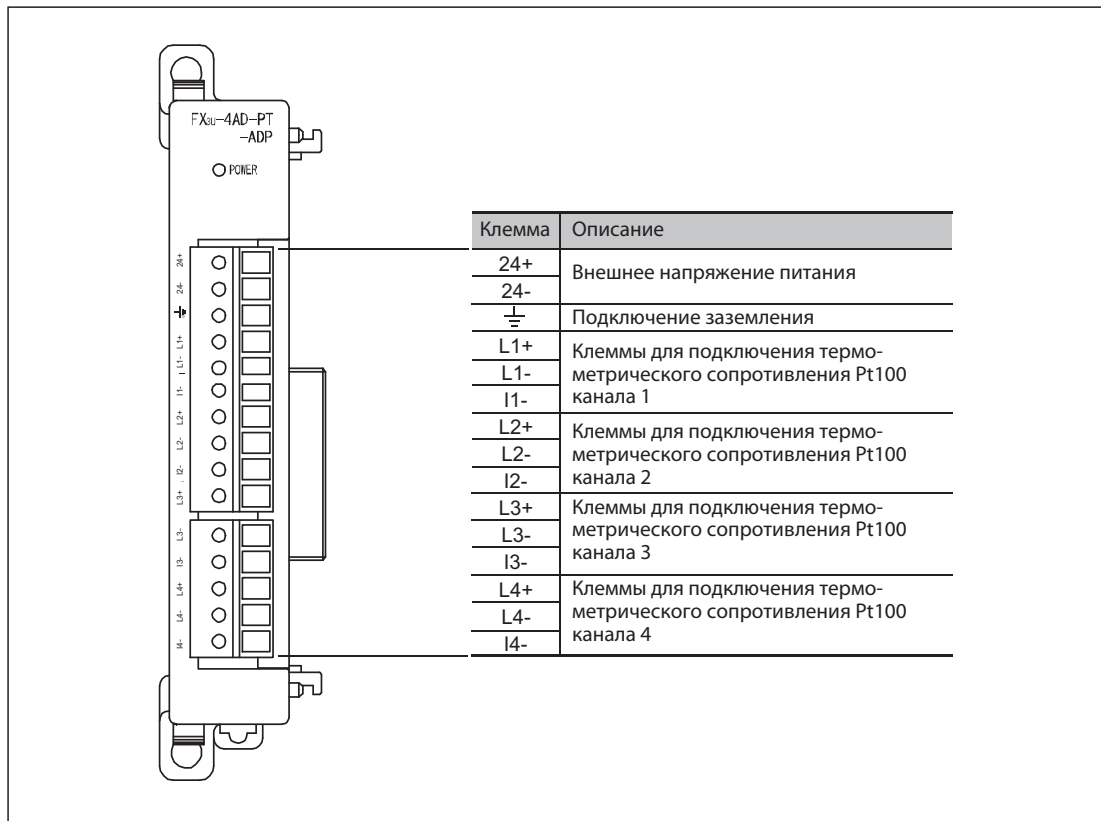 FX3U-4AD-PT
-ADP
POWER
24+
24-
L1+
L1-
I1-
L2+
L2-
I2-
L3+
L3-
I3-
L4+
L4-
I4-
Клемма Описание
24+ Внешнее напряжение питания
24-
Подключение заземления
L1+ Клеммы для подключения термо-
L1- метрического сопротивления Pt100
I1- канала 1
L2+ Клеммы для подключения термо-
L2- метрического сопротивления Pt100
I2- канала 2
L3+ Клеммы для подключения термо-
L3- метрического сопротивления Pt100
I3- канала 3
L4+ Клеммы для подключения термо-
L4- метрического сопротивления Pt100
I4- канала 4